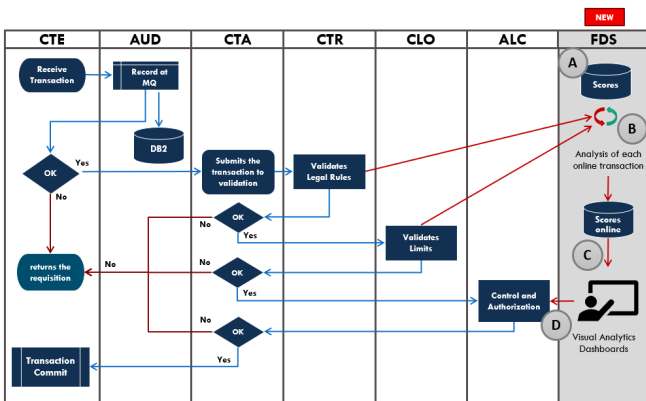 NEW
CTE
AUD
CTA
CTR
CLO
ALC
FDS
A
Receive
Transaction
Record at
MQ
Scores
B
DB2
Analysis of each
online transaction
OK
Yes
No
Submits the
transaction to
validation
Validates
Legal Rules
OK
No
Yes
Scores
online
Validates
Limits
C
returns the
requisition
No
OK
Yes
Control and
Authorization
D
No
OK
Yes
Visual Analytics
Dashboards
Transaction
Commit